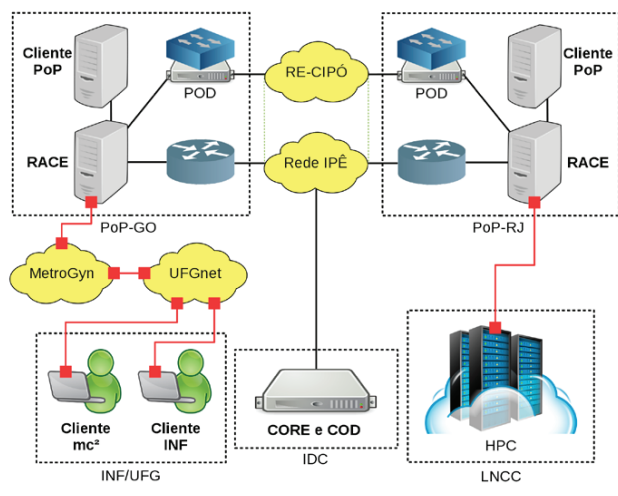 Cliente
PoP
POD
RACE
PoP-GO
RE-CIPÓ
Rede IPÊ
POD
Cliente
PoP
RACE
PoP-RJ
MetroGyn
UFGnet
Cliente
mc²
Cliente
INF
INF/UFG
CORE e COD
IDC
HPC
LNCC